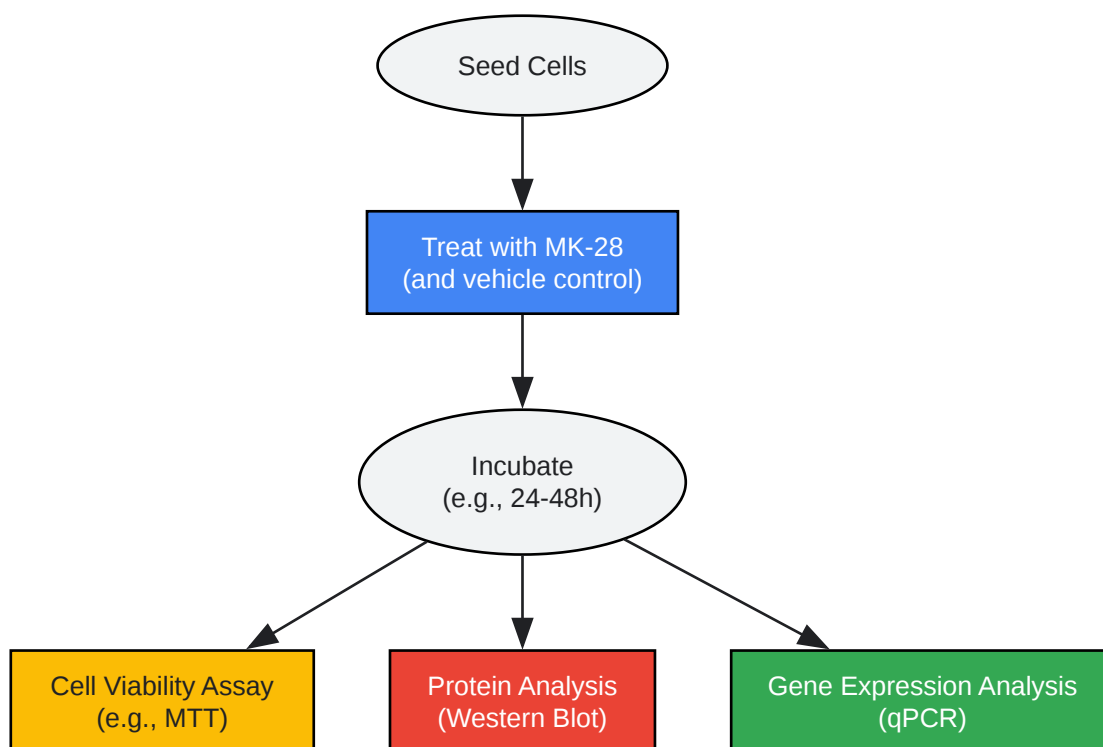 Seed Cells
Treat with MK-28
(and vehicle control)
Incubate
(e.g., 24-48h)
Cell Viability Assay
(e.g., MTT)
Protein Analysis
(Western Blot)
Gene Expression Analysis
(qPCR)